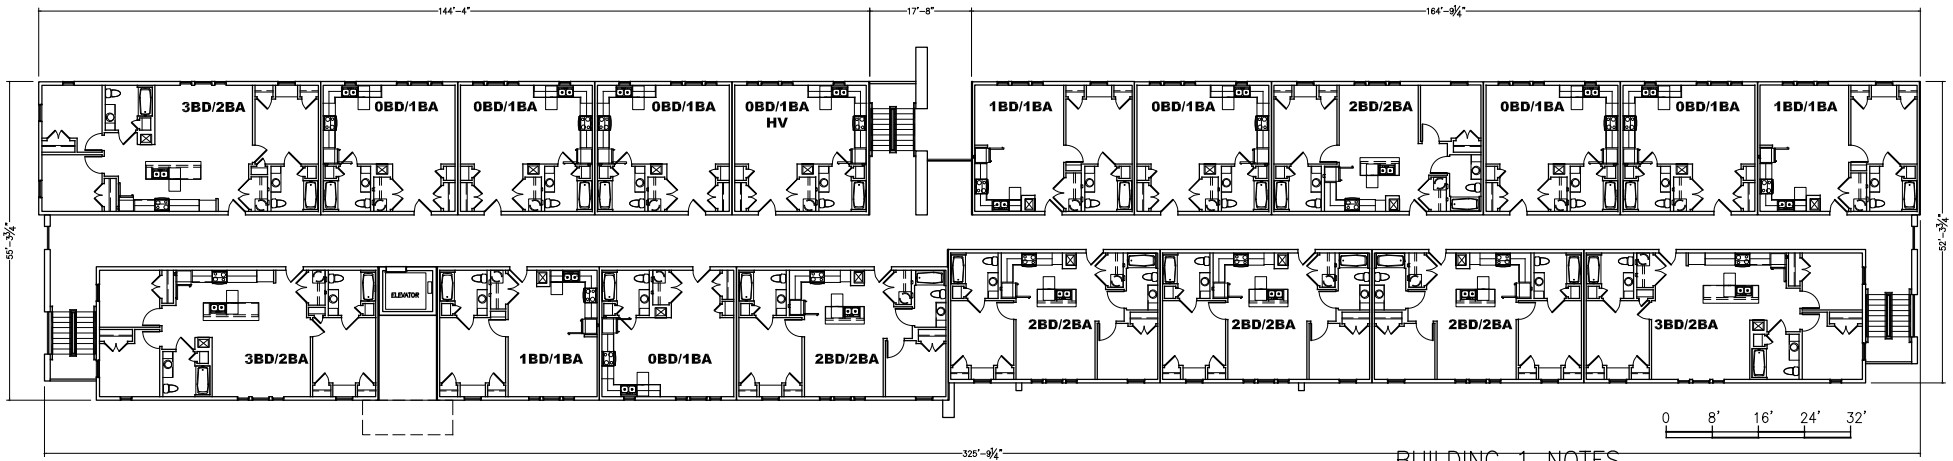 144'-4"
17'-8"
164'-9¼"
3BD/2BA
0BD/1BA
0BD/1BA
0BD/1BA
0BD/1BA
HV
1BD/1BA
0BD/1BA
2BD/2BA
0BD/1BA
0BD/1BA
1BD/1BA
55'-3¾"
52'-3¾"
ELEVATOR
3BD/2BA
1BD/1BA
0BD/1BA
2BD/2BA
2BD/2BA
2BD/2BA
2BD/2BA
3BD/2BA
0 8' 16' 24' 32'
325'-9¼"
BUILDING 1 NOTES